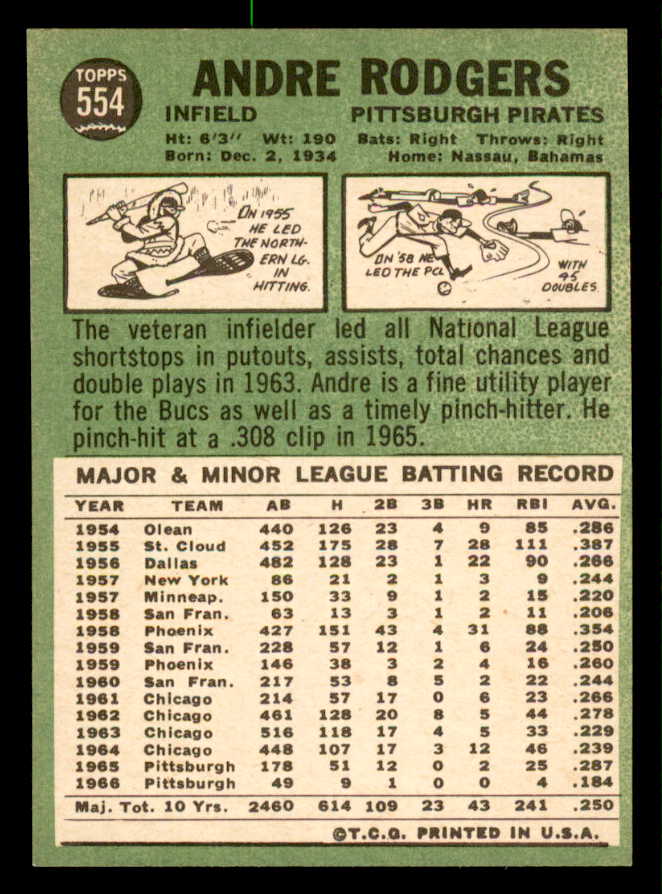 TOPPS
554
ANDRE RODGERS
INFIELD PITTSBURGH PIRATES
Ht: 6'3" Wt: 190 Bats: Right Throws: Right
Born: Dec. 2, 1934 Home: Nassau, Bahamas
ON 1955
HE LED
THE NORTH-
ERN LG.
IN
HITTING.
ON '58 HE
LED THE PCL
WITH
45
DOUBLES.
The veteran infielder led all National League
shortstops in putouts, assists, total chances and
double plays in 1963. Andre is a fine utility player
for the Bucs as well as a timely pinch-hitter. He
pinch-hit at a .308 clip in 1965.
MAJOR & MINOR LEAGUE BATTING RECORD
YEAR TEAM AB H 2B 3B HR RBI AVG.
1954 Olean 440 126 23 4 9 85 .286
1955 St. Cloud 452 175 28 7 28 111 .387
1956 Dallas 482 128 23 1 22 90 .266
1957 New York 86 21 2 1 3 9 .244
1957 Minneap. 150 33 9 1 2 15 .220
1958 San Fran. 63 13 3 1 2 11 .206
1958 Phoenix 427 151 43 4 31 88 .354
1959 San Fran. 228 57 12 1 6 24 .250
1959 Phoenix 146 38 3 2 4 16 .260
1960 San Fran. 217 53 8 5 2 22 .244
1961 Chicago 214 57 17 0 6 23 .266
1962 Chicago 461 128 20 8 5 44 .278
1963 Chicago 516 118 17 4 5 33 .229
1964 Chicago 448 107 17 3 12 46 .239
1965 Pittsburgh 178 51 12 0 2 25 .287
1966 Pittsburgh 49 9 1 0 0 4 .184
Maj. Tot. 10 Yrs. 2460 614 109 23 43 241 .250
©T.C.G. PRINTED IN U.S.A.